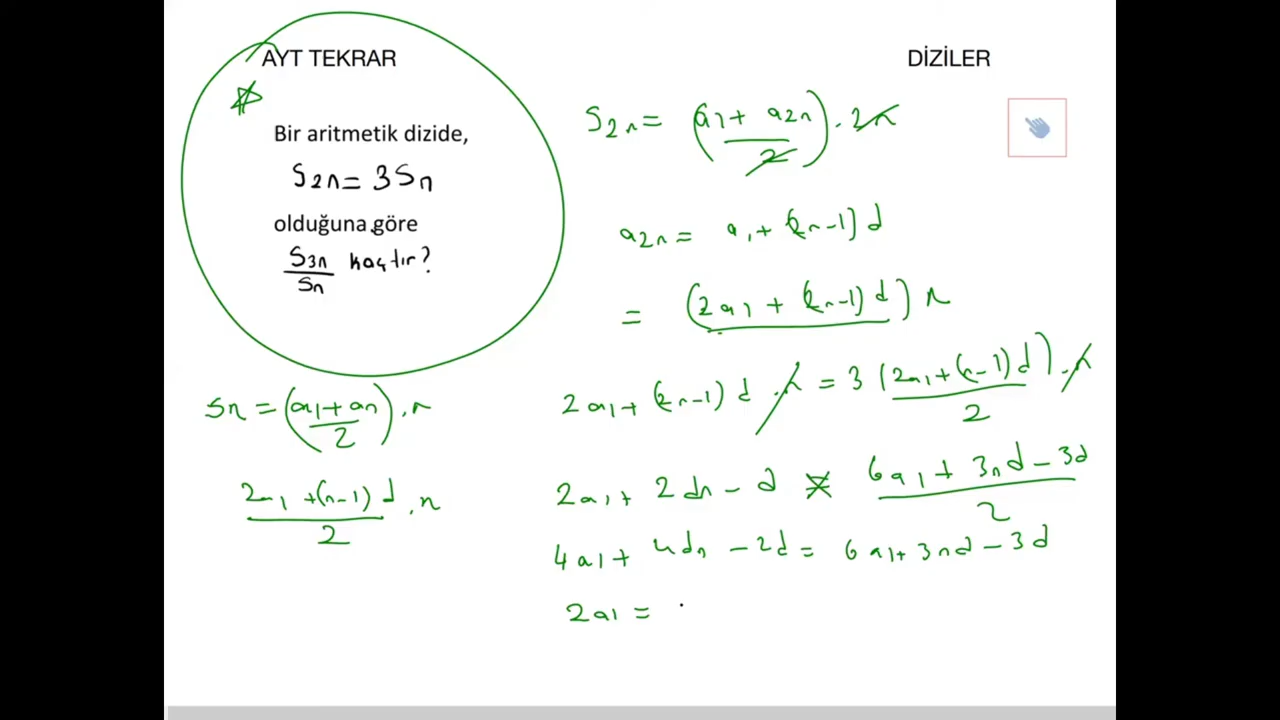 AYT TEKRAR
DİZİLER
Bir aritmetik dizide,
S2n = 3Sn
olduğuna göre
S3n/Sn kaçtır?
Sn = ((a1 + an)/2) . n
(2a1 + (n-1) d)/2 . n
S2n = ((a1 + a2n)/2) . 2n
a2n = a1 + (2n-1) d
= (2a1 + (2n-1) d) n
2a1 + (2n-1) d . n = 3 (2a1 + (n-1) d)/2 . n
2a1 + 2dn - d = (6a1 + 3nd - 3d)/2
4a1 + 4dn - 2d = 6a1 + 3nd - 3d
2a1 =